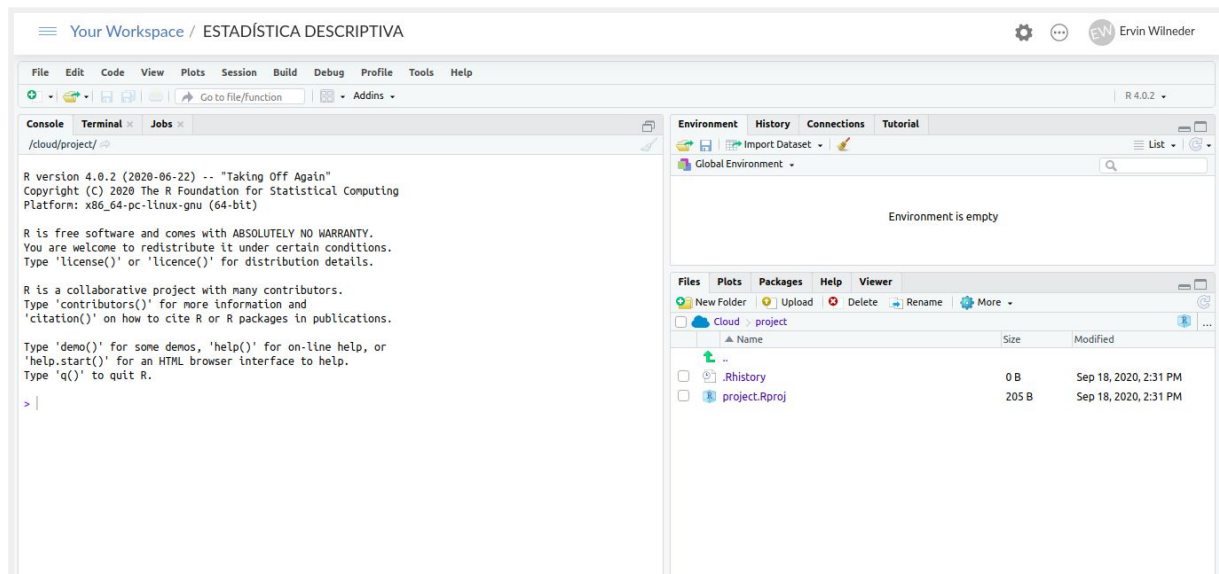 Your Workspace / ESTADÍSTICA DESCRIPTIVA
EW Ervin Wilneder
File Edit Code View Plots Session Build Debug Profile Tools Help
Go to file/function Addins R 4.0.2
Console Terminal Jobs
/cloud/project/
R version 4.0.2 (2020-06-22) -- "Taking Off Again"
Copyright (C) 2020 The R Foundation for Statistical Computing
Platform: x86_64-pc-linux-gnu (64-bit)
R is free software and comes with ABSOLUTELY NO WARRANTY.
You are welcome to redistribute it under certain conditions.
Type 'license()' or 'licence()' for distribution details.
R is a collaborative project with many contributors.
Type 'contributors()' for more information and
'citation()' on how to cite R or R packages in publications.
Type 'demo()' for some demos, 'help()' for on-line help, or
'help.start()' for an HTML browser interface to help.
Type 'q()' to quit R.
>
Environment History Connections Tutorial
Import Dataset List
Global Environment
Environment is empty
Files Plots Packages Help Viewer
New Folder Upload Delete Rename More
Cloud > project R ...
Name Size Modified
..
.Rhistory 0 B Sep 18, 2020, 2:31 PM
project.Rproj 205 B Sep 18, 2020, 2:31 PM